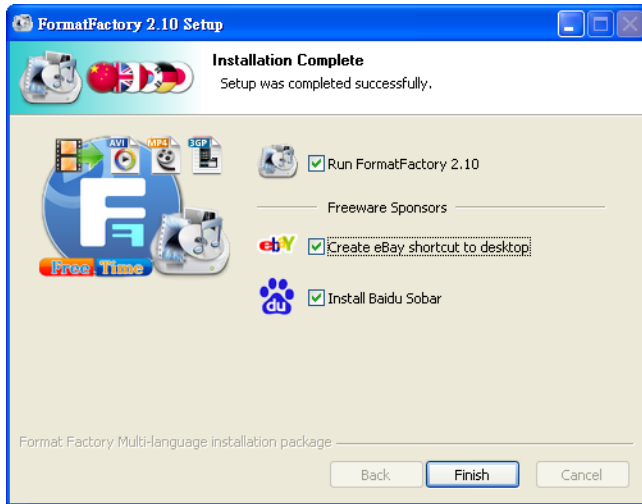 FormatFactory 2.10 Setup
Installation Complete
Setup was completed successfully.
AVI MP4 3GP
Run FormatFactory 2.10
Freeware Sponsors
Free Time
ebY Create eBay shortcut to desktop
du Install Baidu Sobar
Format Factory Multi-language installation package
Back Finish Cancel